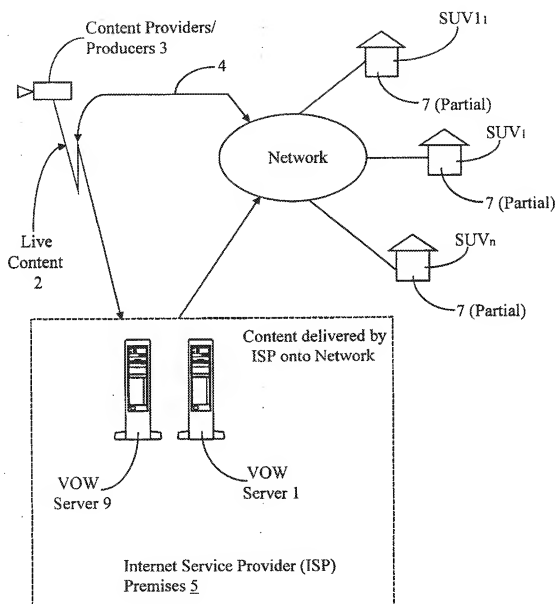 Content Providers/
Producers 3
4
SUV1₁
7 (Partial)
Network
SUV₁
7 (Partial)
SUVₙ
7 (Partial)
Live
Content
2
Content delivered by
ISP onto Network
VOW
Server 9
VOW
Server 1
Internet Service Provider (ISP)
Premises 5